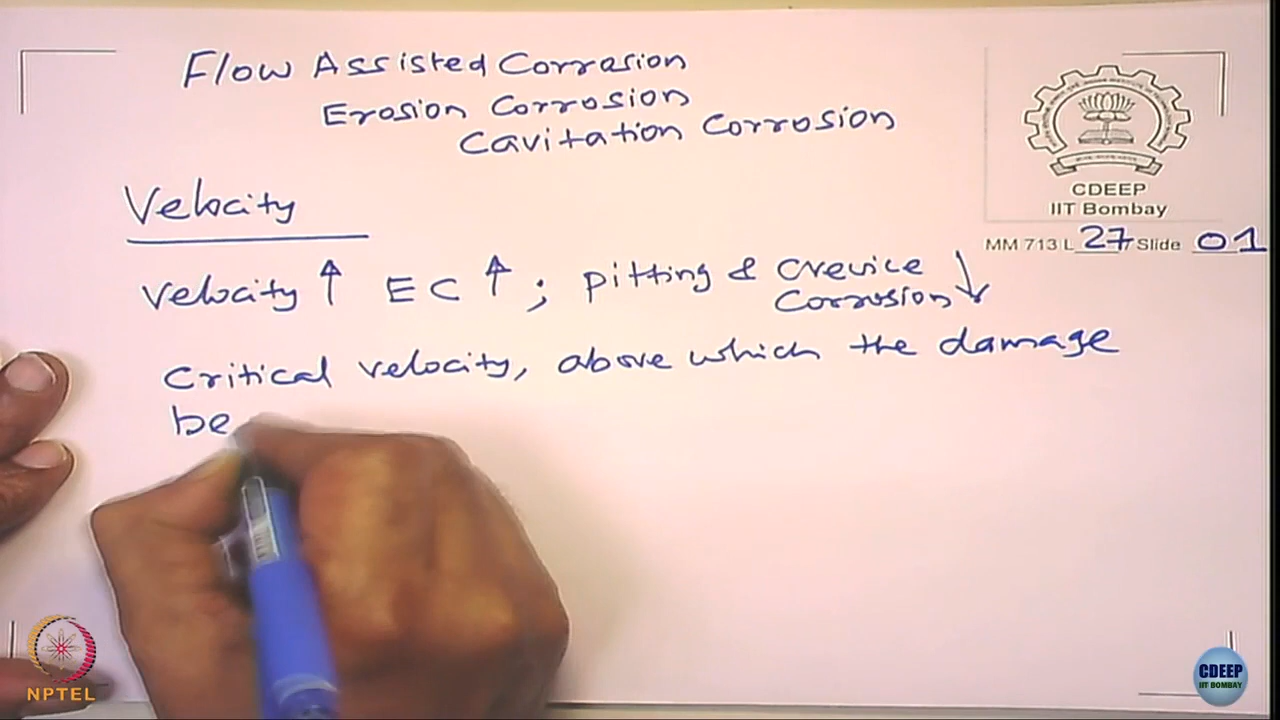 Flow Assisted Corrosion
Erosion Corrosion
Cavitation Corrosion
Velocity
Velocity ↑ EC ↑ ; pitting & crevice corrosion ↓
Critical velocity, above which the damage
be
CDEEP
IIT Bombay
MM 713 L 27 Slide 01
NPTEL
CDEEP
IIT BOMBAY